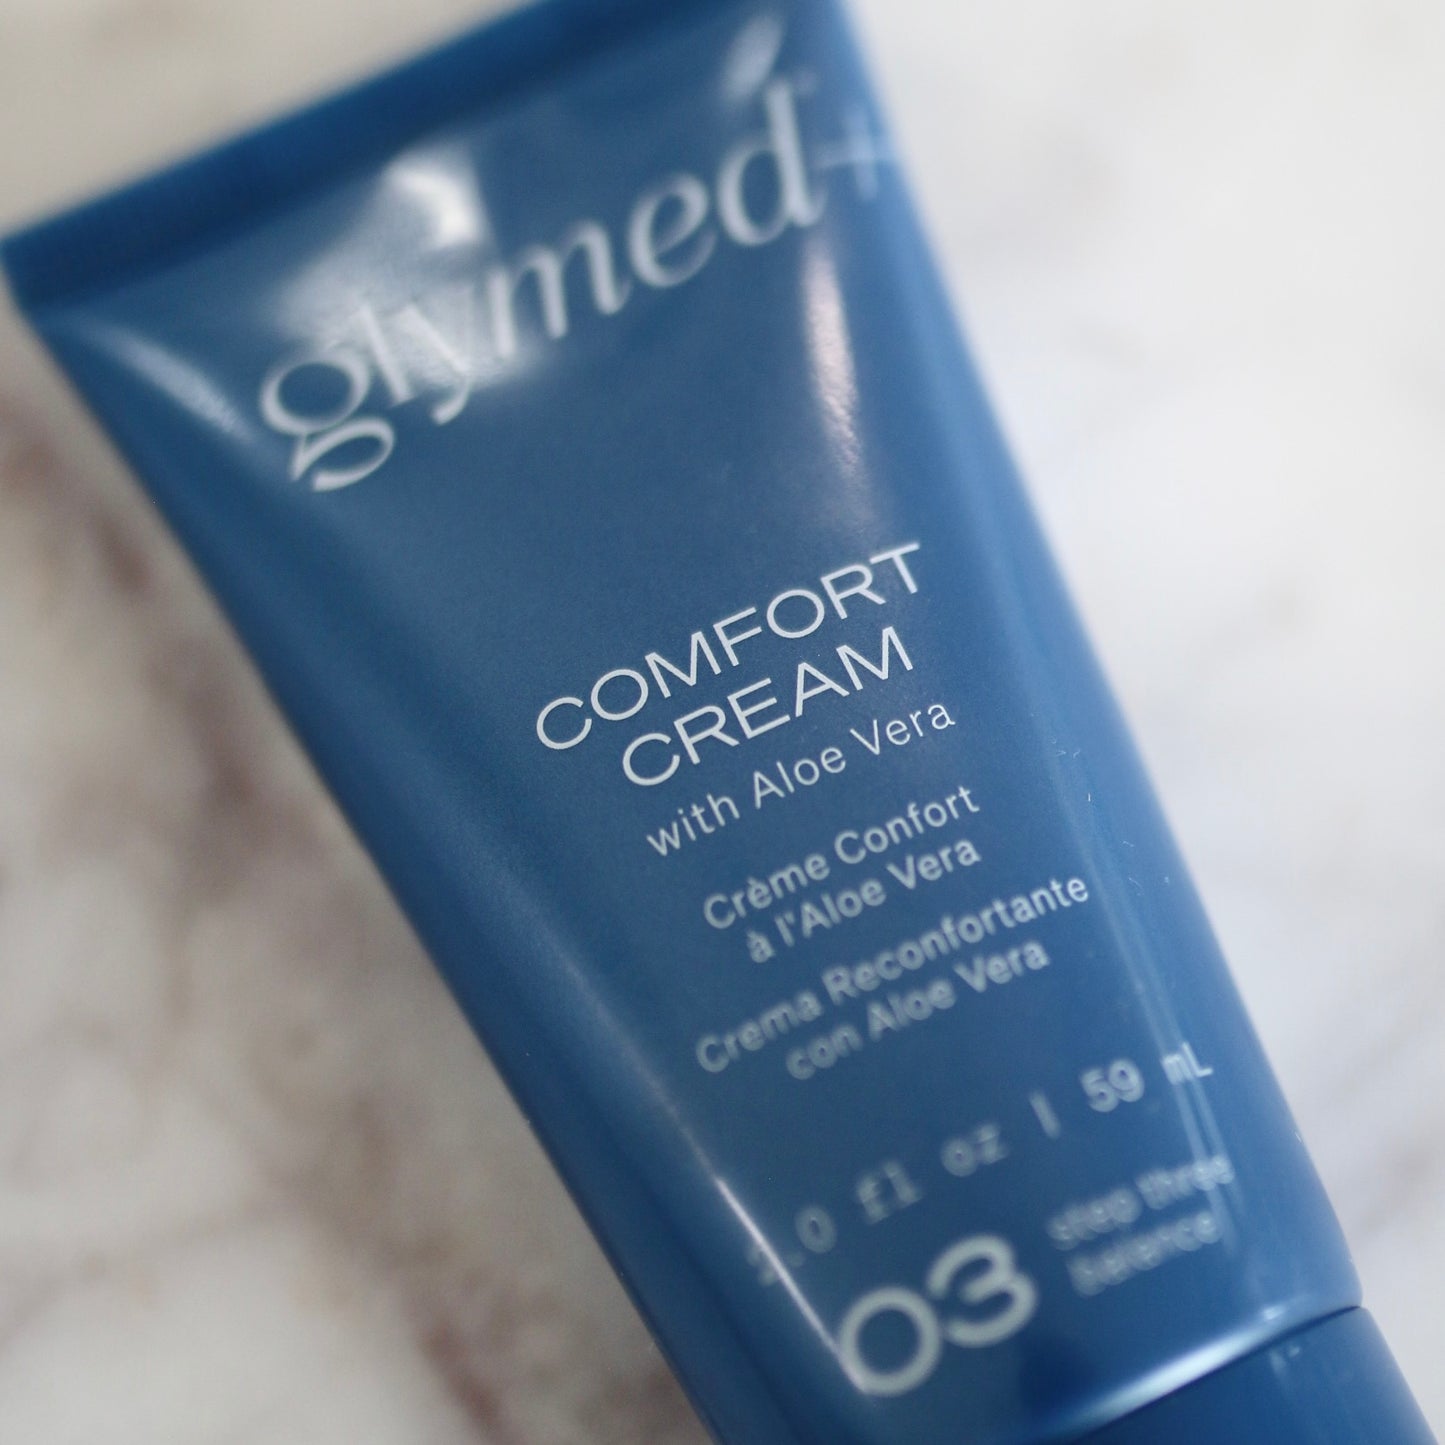 glymed+
COMFORT
CREAM
with Aloe Vera
Crème Confort
à l'Aloe Vera
Crema Reconfortante
con Aloe Vera
2.0 fl oz | 59 mL
03
step three
balance